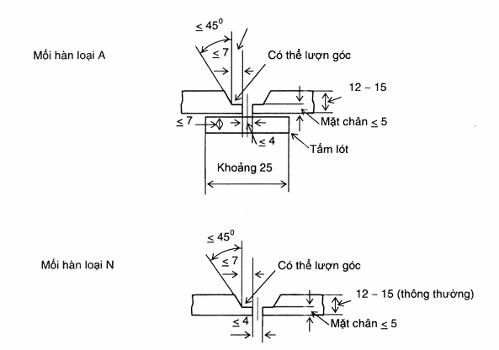 ≤ 45⁰
≤ 7
Có thể lượn góc
Mối hàn loại A
12 ~ 15
≤ 7
Mặt chân ≤ 5
≤ 4
Tấm lót
Khoảng 25
≤ 45⁰
≤ 7
Có thể lượn góc
Mối hàn loại N
12 ~ 15 (thông thường)
≤ 4
Mặt chân ≤ 5